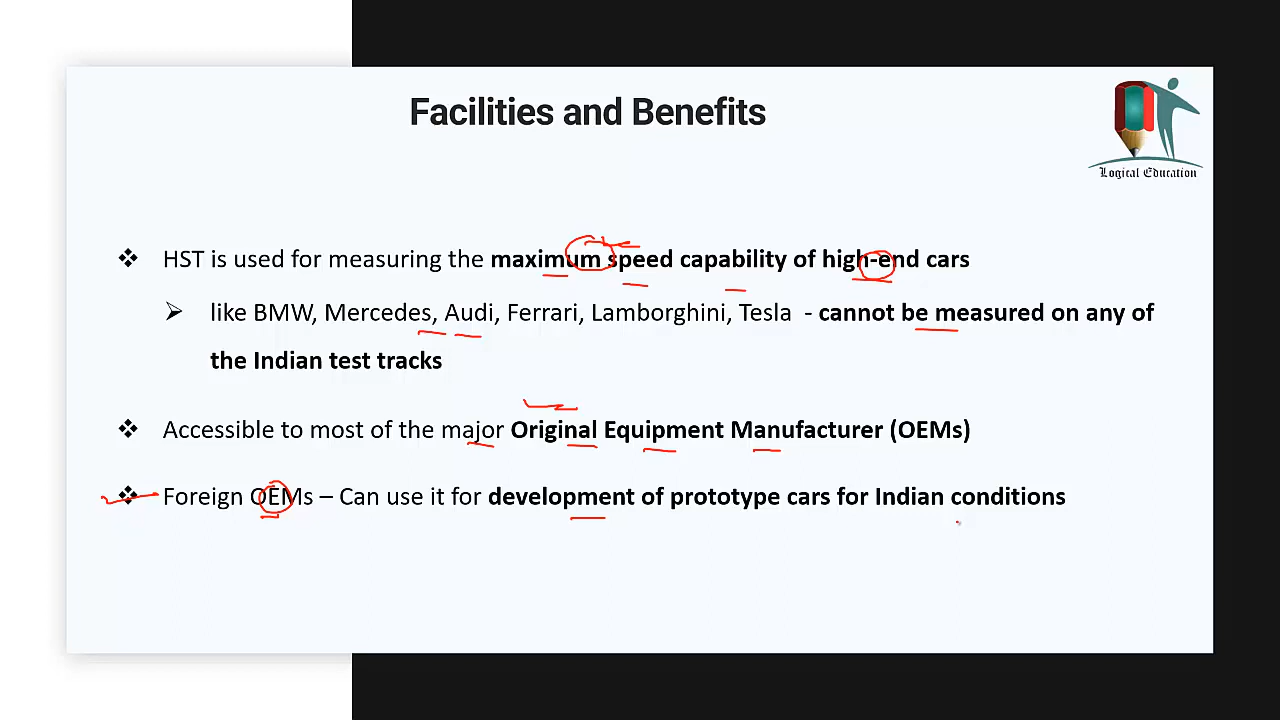 Facilities and Benefits
Logical Education
❖ HST is used for measuring the maximum speed capability of high-end cars
➢ like BMW, Mercedes, Audi, Ferrari, Lamborghini, Tesla - cannot be measured on any of
the Indian test tracks
❖ Accessible to most of the major Original Equipment Manufacturer (OEMs)
❖ Foreign OEMs – Can use it for development of prototype cars for Indian conditions